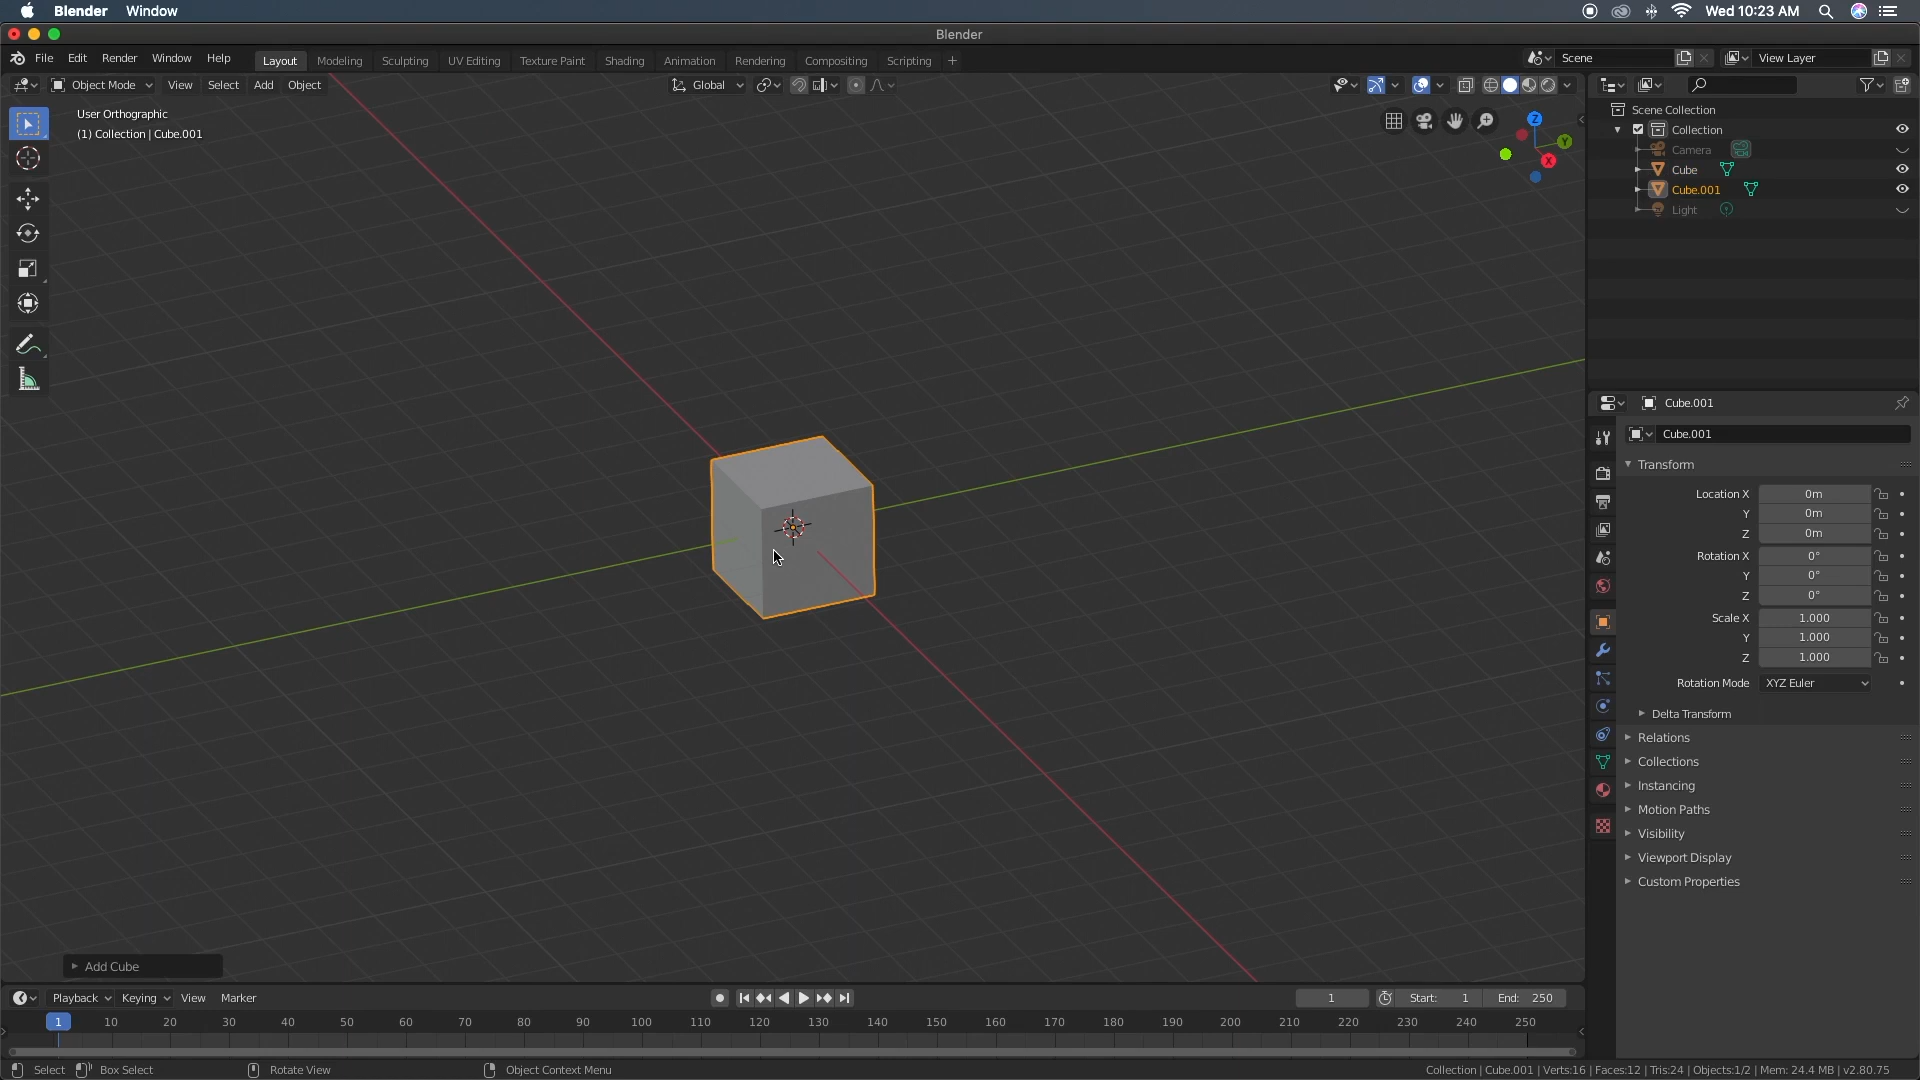 Blender Window Wed 10:23 AM
Blender
File Edit Render Window Help Layout Modeling Sculpting UV Editing Texture Paint Shading Animation Rendering Compositing Scripting + Scene View Layer
Object Mode View Select Add Object Global
User Orthographic
(1) Collection | Cube.001
Z
Y
X
Scene Collection
Collection
Camera
Cube
Cube.001
Light
Cube.001
Cube.001
Transform
Location X 0m
Y 0m
Z 0m
Rotation X 0°
Y 0°
Z 0°
Scale X 1.000
Y 1.000
Z 1.000
Rotation Mode XYZ Euler
Delta Transform
Relations
Collections
Instancing
Motion Paths
Visibility
Viewport Display
Custom Properties
Add Cube
Playback Keying View Marker 1 Start: 1 End: 250
1 10 20 30 40 50 60 70 80 90 100 110 120 130 140 150 160 170 180 190 200 210 220 230 240 250
Select Box Select Rotate View Object Context Menu Collection | Cube.001 | Verts:16 | Faces:12 | Tris:24 | Objects:1/2 | Mem: 24.4 MB | v2.80.75